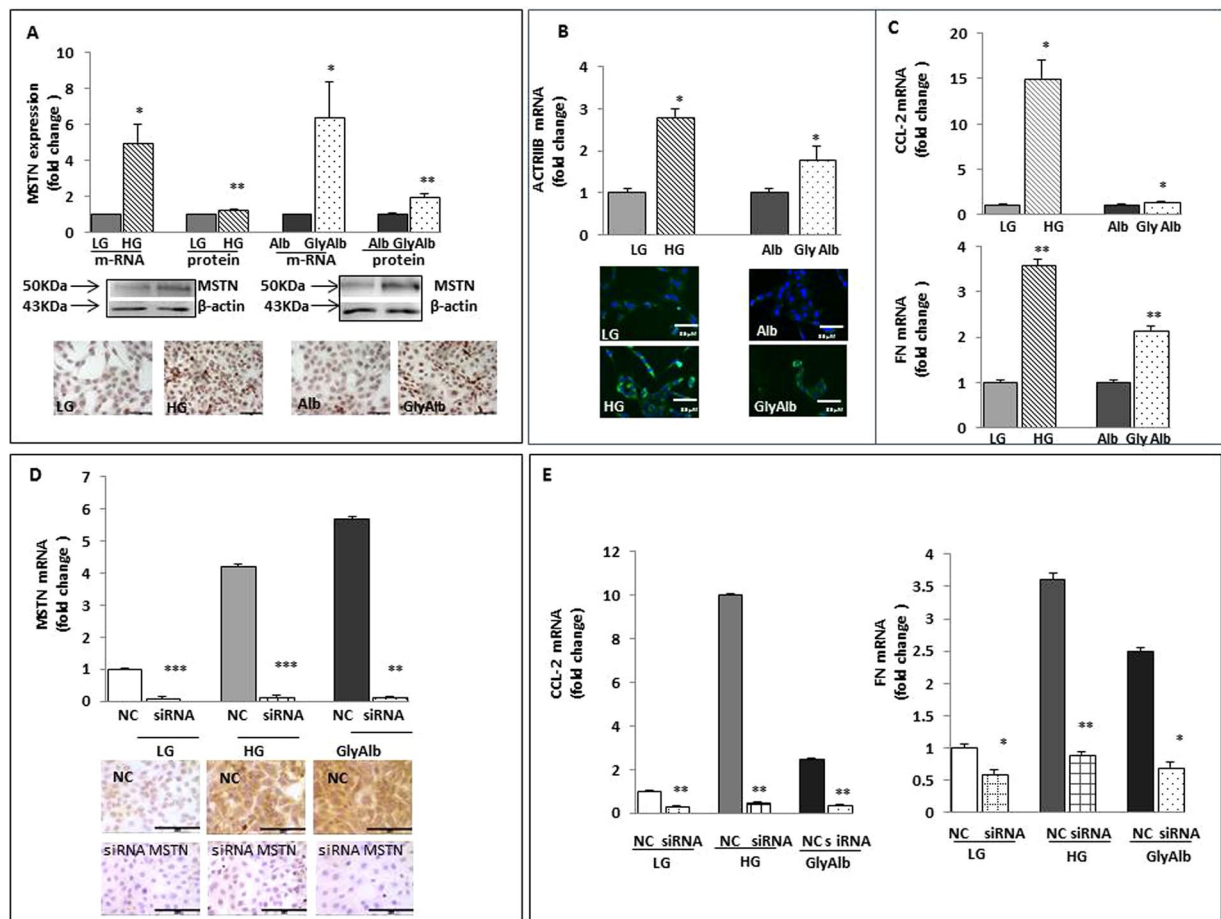 A
MSTN expression
(fold change )
10
8
6
4
2
0
*
**
*
**
LG HG LG HG Alb GlyAlb Alb GlyAlb
m-RNA protein m-RNA protein
50KDa MSTN
43KDa β-actin
50KDa MSTN
43KDa β-actin
LG
HG
Alb
GlyAlb
B
ACTRIIB mRNA
(fold change )
4
3
2
1
0
*
*
LG HG Alb Gly Alb
LG
Alb
HG
GlyAlb
C
CCL-2 mRNA
(fold change )
20
15
10
5
0
*
*
LG HG Alb GlyAlb
FN mRNA
(fold change )
4
3
2
1
0
**
**
LG HG Alb Gly Alb
D
MSTN mRNA
(fold change )
7
6
5
4
3
2
1
0
***
***
**
NC siRNA NC siRNA NC siRNA
LG HG GlyAlb
NC
NC
NC
siRNA MSTN
siRNA MSTN
siRNA MSTN
E
CCL-2 mRNA
(fold change)
12
10
8
6
4
2
0
**
**
**
NC siRNA NC siRNA NC s iRNA
LG HG GlyAlb
FN mRNA
(fold change )
4
3.5
3
2.5
2
1.5
1
0.5
0
*
**
*
NC siRNA NC siRNA NC siRNA
LG HG GlyAlb